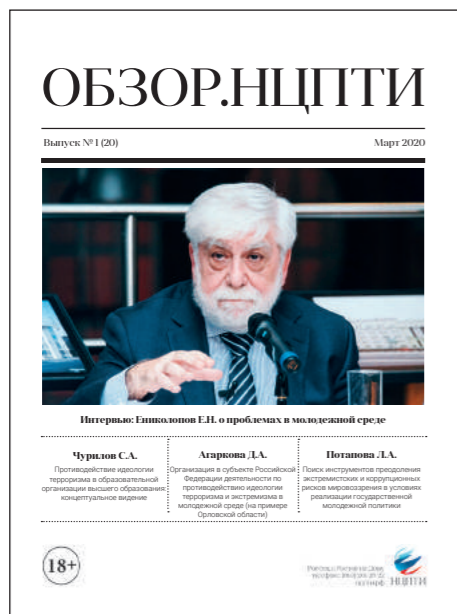 ОБЗОР.НЦПТИ
Выпуск № 1 (20)
Март 2020
Интервью: Ениколопов Е.Н. о проблемах в молодежной среде
Чурилов С.А.
Противодействие идеологии
терроризма в образовательной
организации высшего образования:
концептуальное видение
Агаркова Д.А.
Организация в субъекте Российской
Федерации деятельности по
противодействию идеологии
терроризма и экстремизма в
молодежной среде (на примере
Орловской области)
Потапова Л.А.
Поиск инструментов преодоления
экстремистских и коррупционных
рисков мировоззрения в условиях
реализации государственной
молодежной политики
18+
НЦПТИ